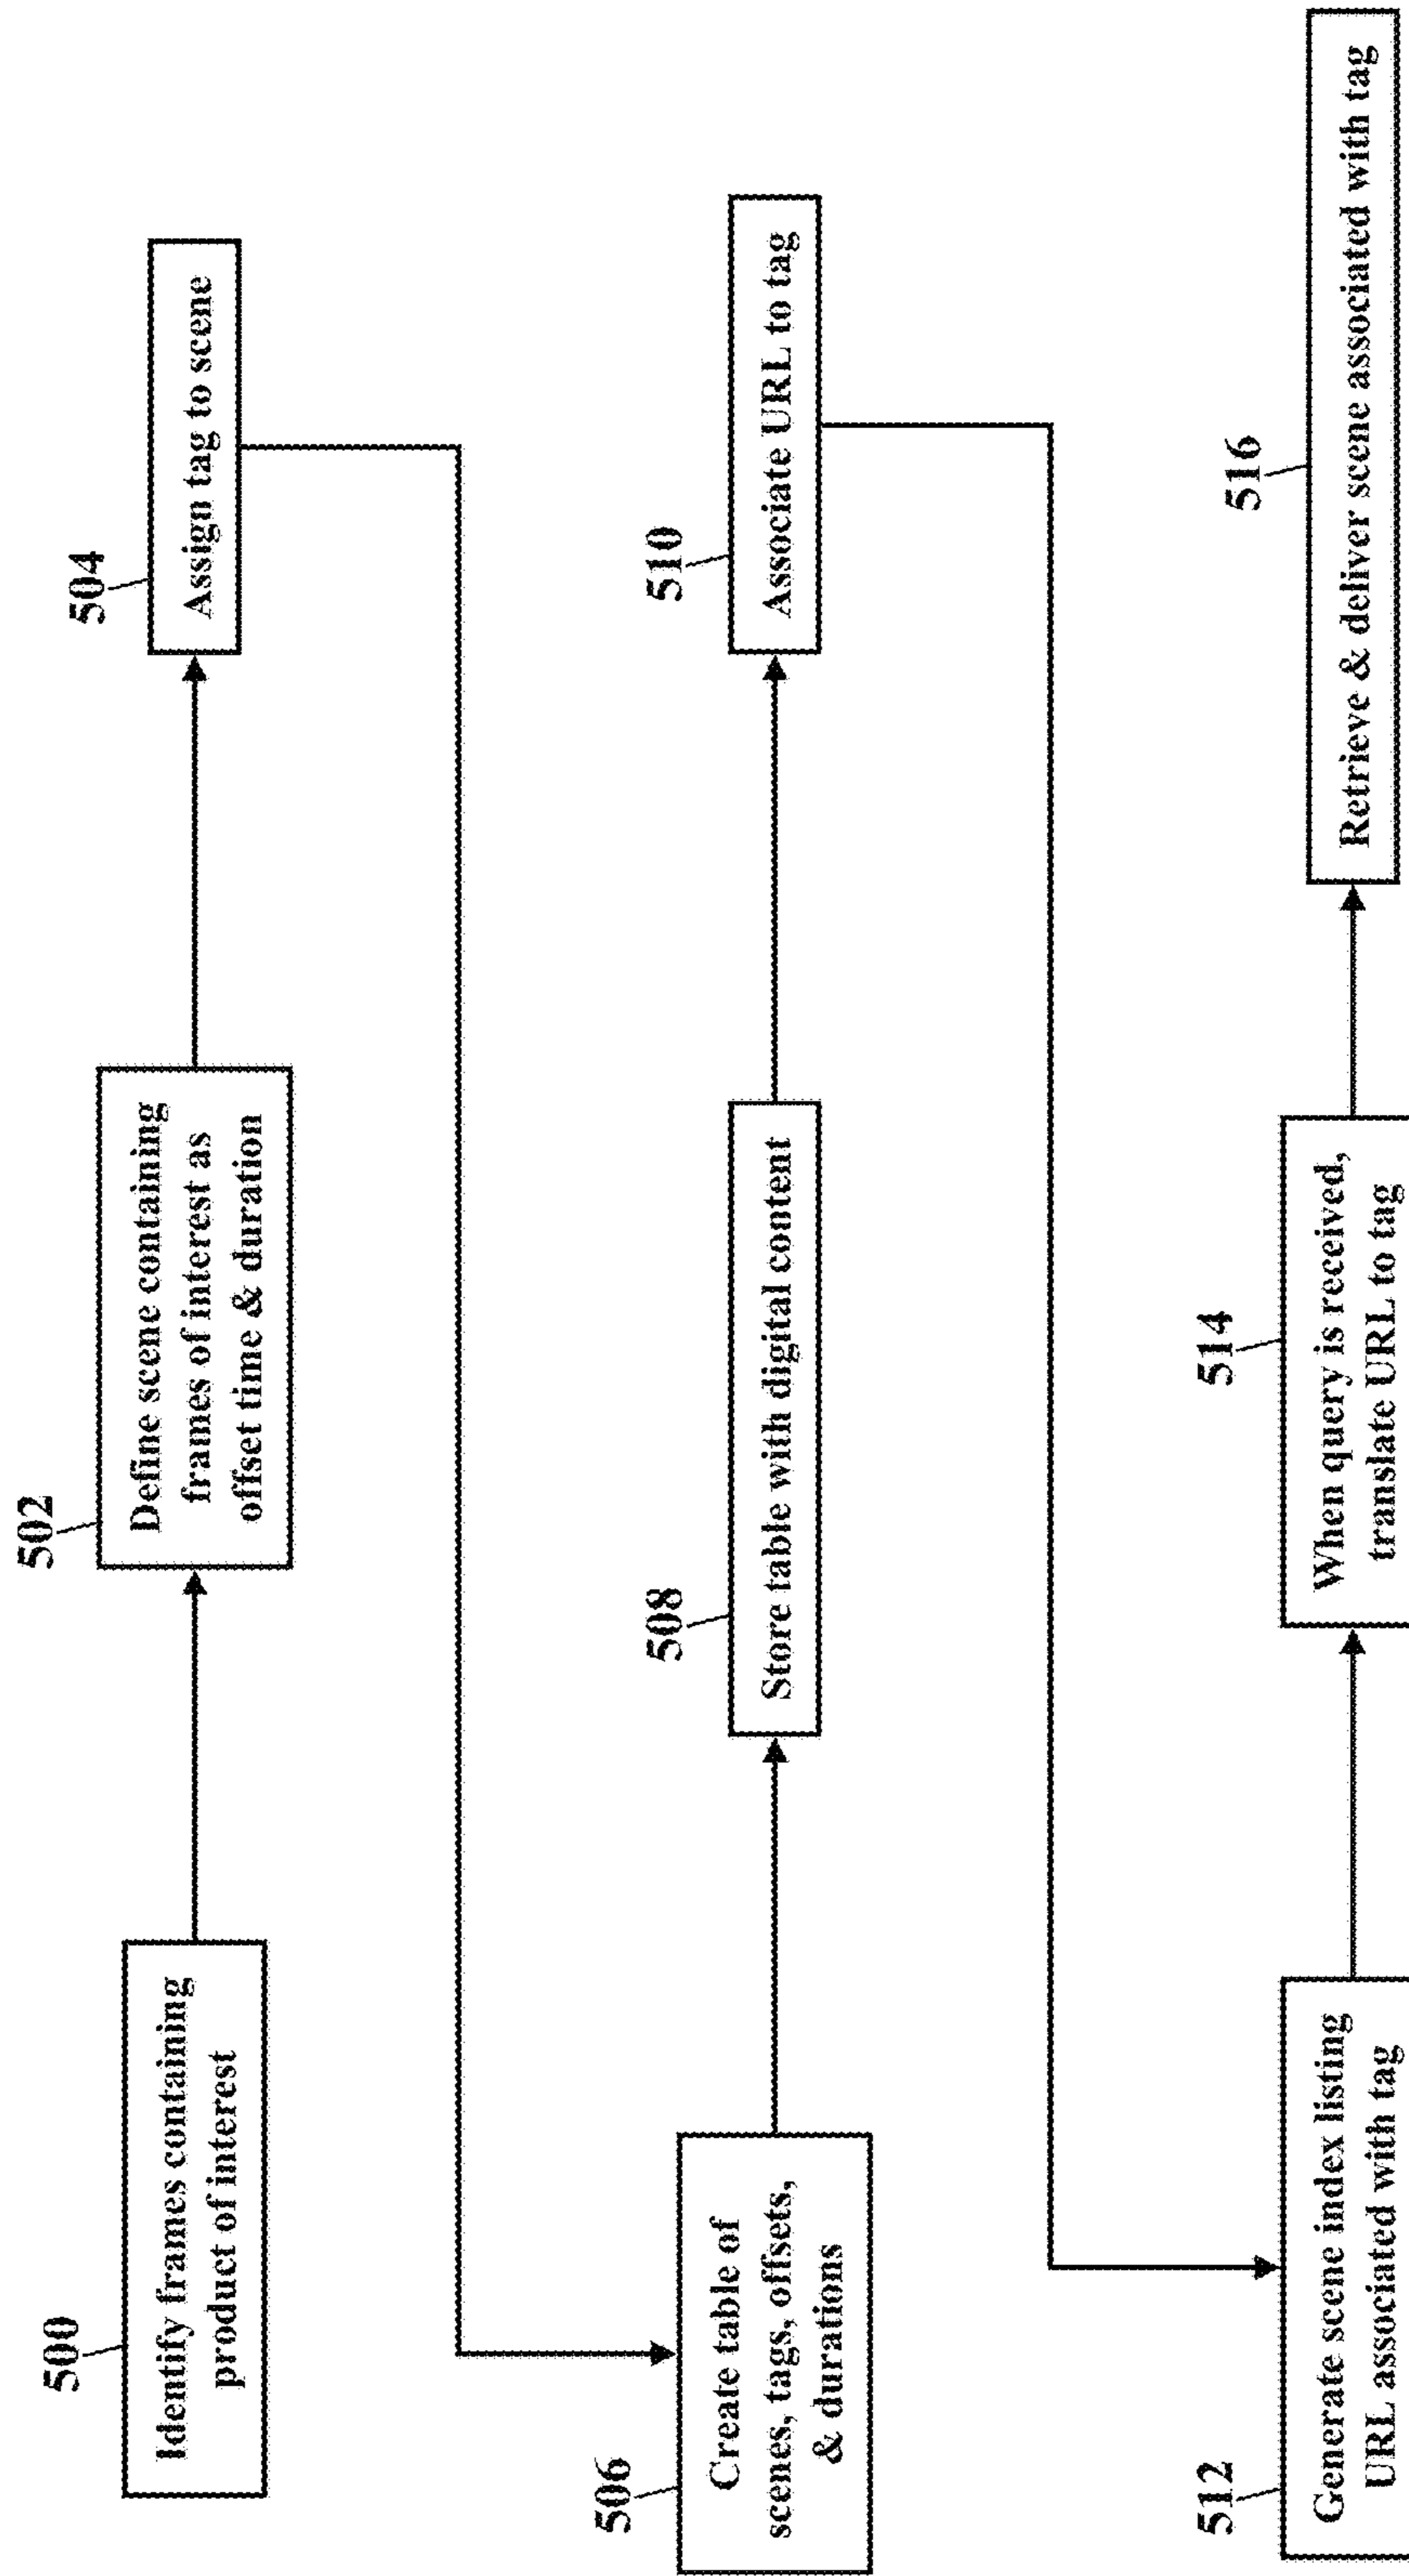 500
Identify frames containing
product of interest
502
Define scene containing
frames of interest as
offset time & duration
504
Assign tag to scene
506
Create table of
scenes, tags, offsets,
& durations
508
Store table with digital content
510
Associate URL to tag
512
Generate scene index listing
URL associated with tag
514
When query is received,
translate URL to tag
516
Retrieve & deliver scene associated with tag